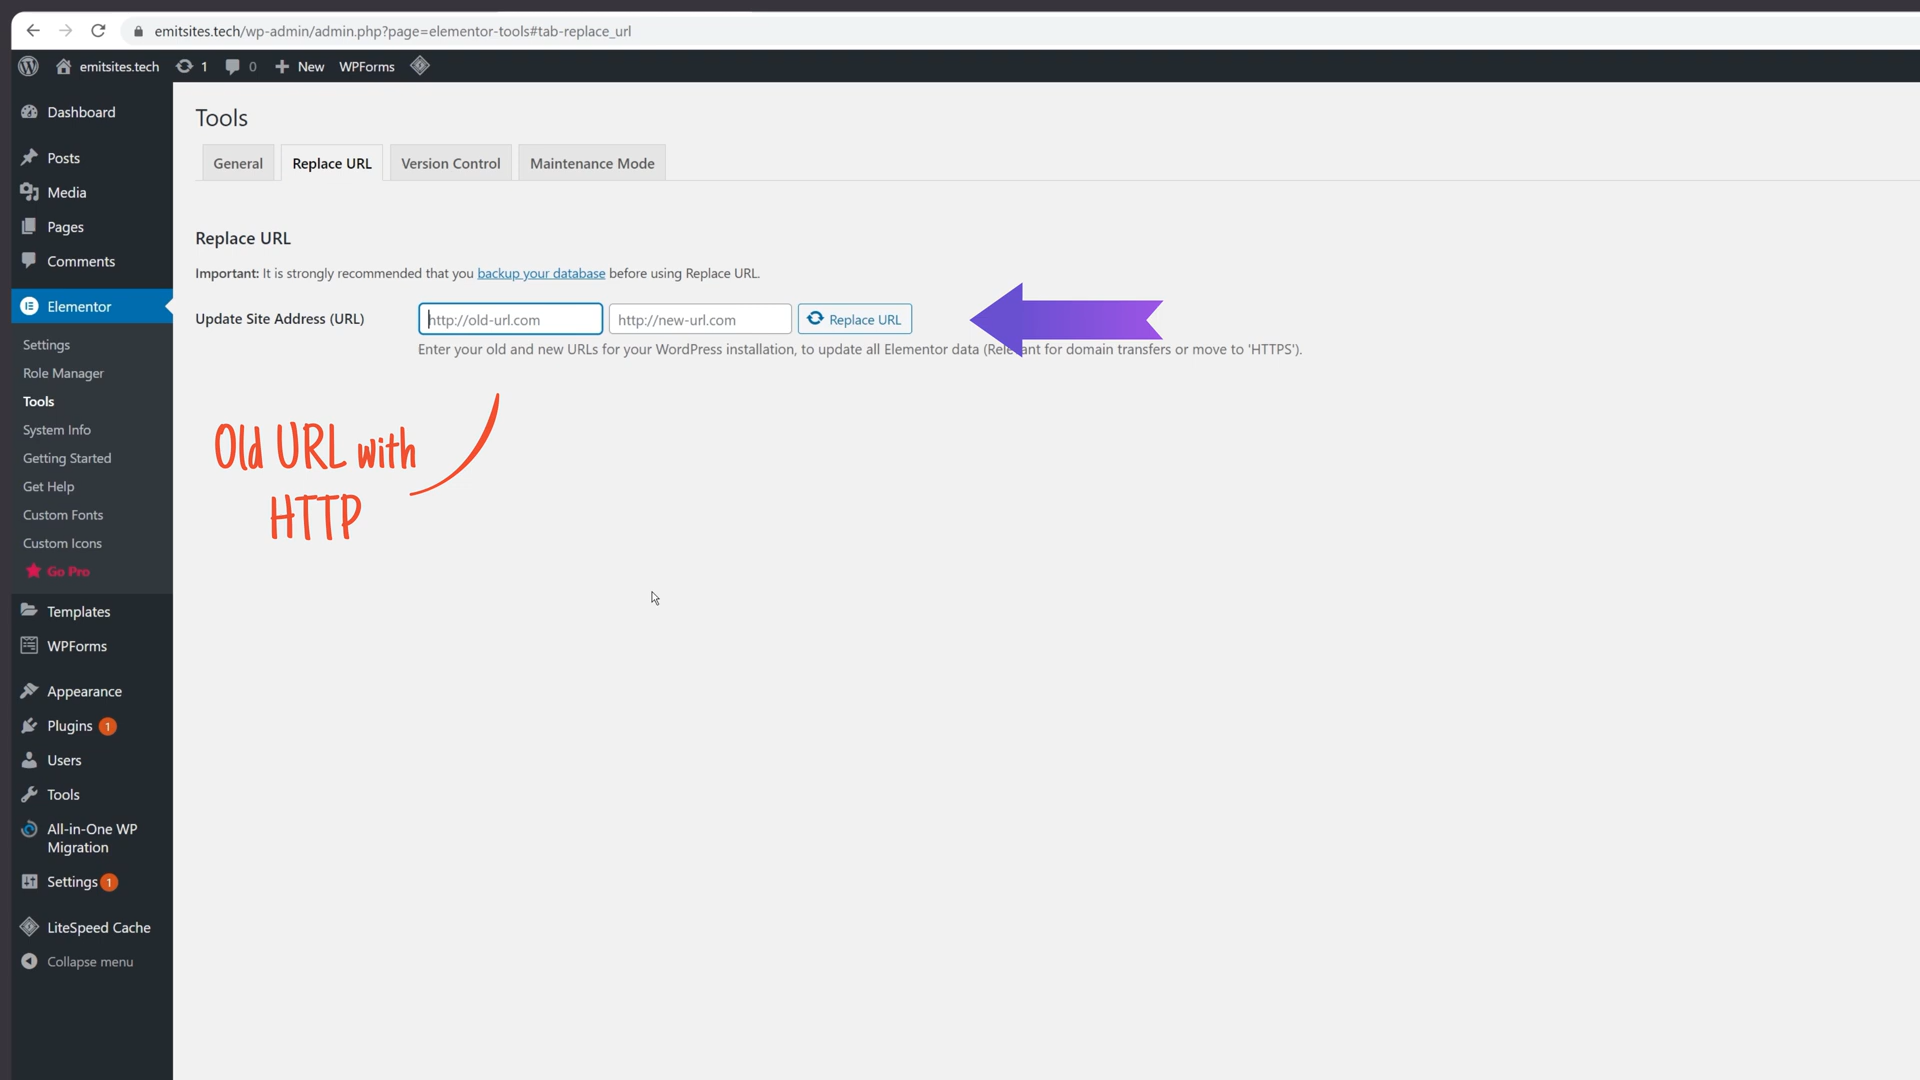 emitsites.tech/wp-admin/admin.php?page=elementor-tools#tab-replace_url
emitsites.tech 1 0 New WPForms
Dashboard
Posts
Media
Pages
Comments
Elementor
Settings
Role Manager
Tools
System Info
Getting Started
Get Help
Custom Fonts
Custom Icons
Go Pro
Templates
WPForms
Appearance
Plugins 1
Users
Tools
All-in-One WP
Migration
Settings 1
LiteSpeed Cache
Collapse menu
Tools
General Replace URL Version Control Maintenance Mode
Replace URL
Important: It is strongly recommended that you backup your database before using Replace URL.
Update Site Address (URL) http://old-url.com http://new-url.com Replace URL
Enter your old and new URLs for your WordPress installation, to update all Elementor data (Relevant for domain transfers or move to 'HTTPS').
Old URL with
HTTP